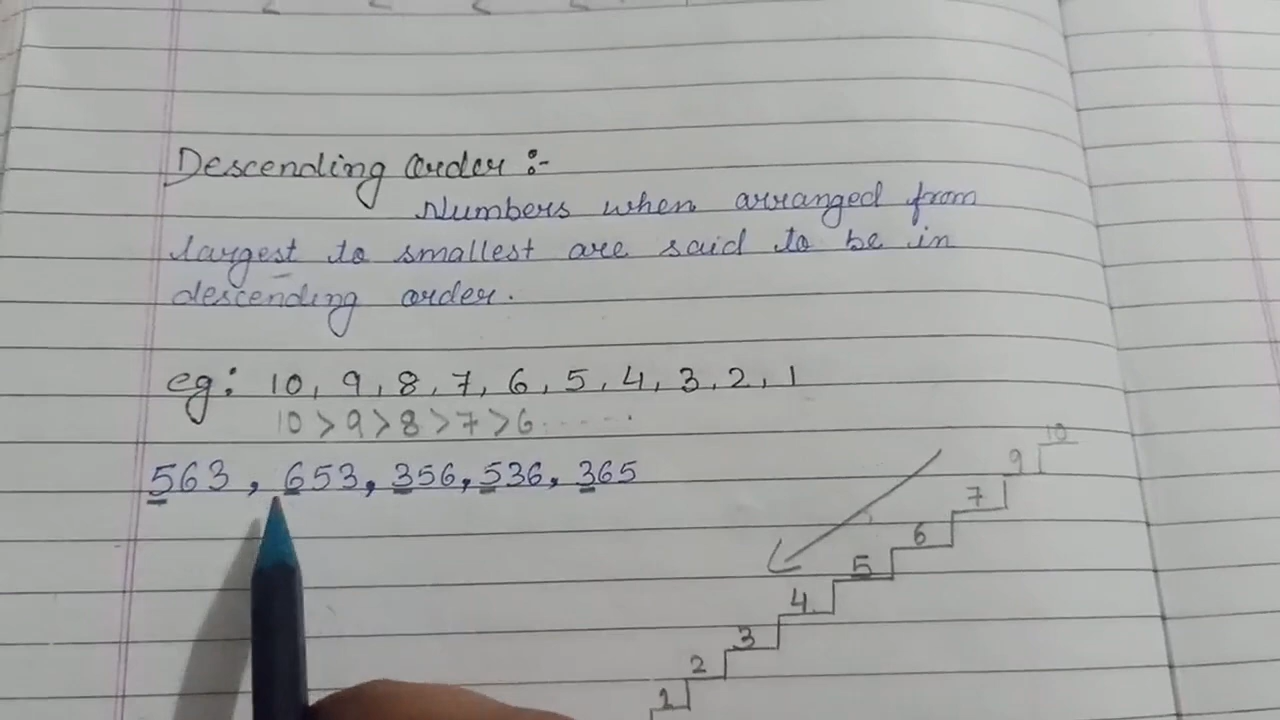 Descending order :-
Numbers when arranged from
largest to smallest are said to be in
descending order.
eg: 10, 9, 8, 7, 6, 5, 4, 3, 2, 1
10 > 9 > 8 > 7 > 6 . . . . . .
563, 653, 356, 536, 365
10
9
7
6
5
4
3
2
1